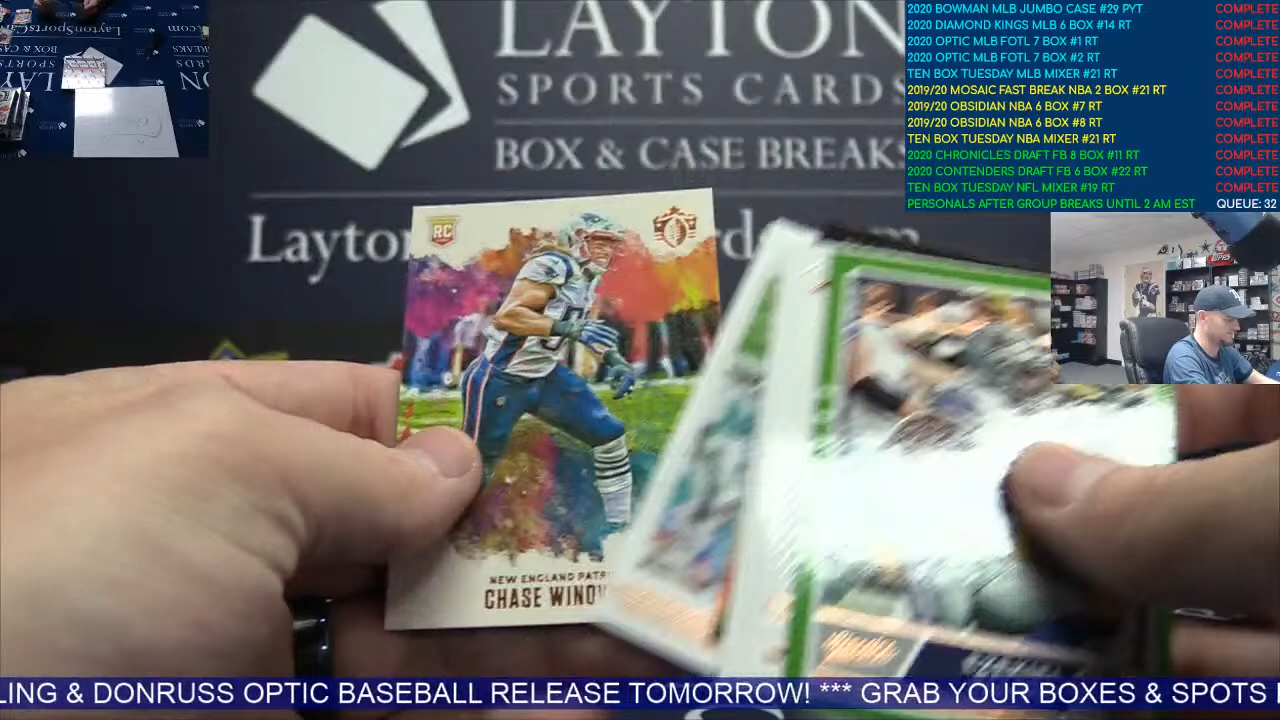 LAYTON
SPORTS CARDS
BOX & CASE BREAKS
Layton
2020 BOWMAN MLB JUMBO CASE #29 PYT COMPLETE
2020 DIAMOND KINGS MLB 6 BOX #14 RT COMPLETE
2020 OPTIC MLB FOTL 7 BOX #1 RT COMPLETE
2020 OPTIC MLB FOTL 7 BOX #2 RT COMPLETE
TEN BOX TUESDAY MLB MIXER #21 RT COMPLETE
2019/20 MOSAIC FAST BREAK NBA 2 BOX #21 RT COMPLETE
2019/20 OBSIDIAN NBA 6 BOX #7 RT COMPLETE
2019/20 OBSIDIAN NBA 6 BOX #8 RT COMPLETE
TEN BOX TUESDAY NBA MIXER #21 RT COMPLETE
2020 CHRONICLES DRAFT FB 8 BOX #11 RT COMPLETE
2020 CONTENDERS DRAFT FB 6 BOX #22 RT COMPLETE
TEN BOX TUESDAY NFL MIXER #19 RT COMPLETE
PERSONALS AFTER GROUP BREAKS UNTIL 2 AM EST QUEUE: 32
RC
NEW ENGLAND PATR
CHASE WINOV
LING & DONRUSS OPTIC BASEBALL RELEASE TOMORROW! *** GRAB YOUR BOXES & SPOTS